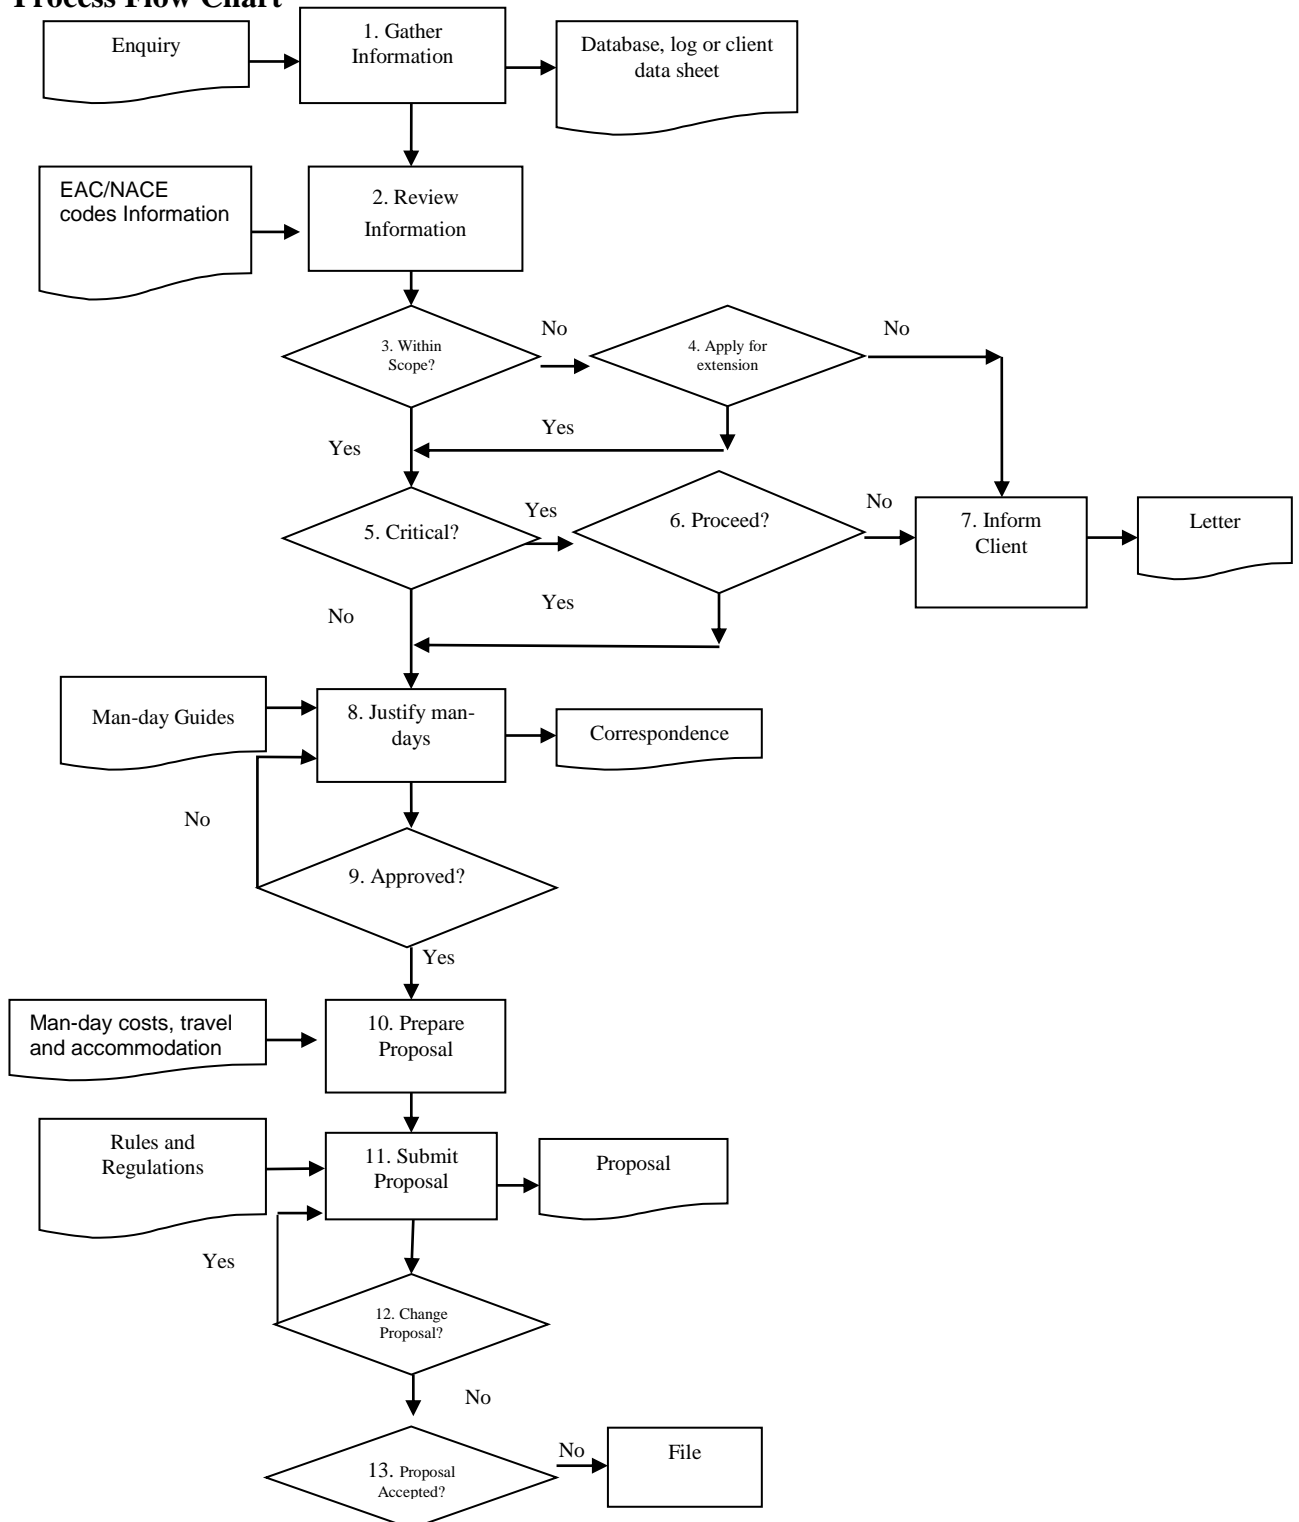 Process Flow Chart
Enquiry
1. Gather
Information
Database, log or client
data sheet
EAC/NACE
codes Information
2. Review
Information
3. Within
Scope?
No
4. Apply for
extension
No
Yes
Yes
5. Critical?
Yes
6. Proceed?
No
7. Inform
Client
Letter
No
Yes
Man-day Guides
8. Justify man-
days
Correspondence
No
9. Approved?
Yes
Man-day costs, travel
and accommodation
10. Prepare
Proposal
Rules and
Regulations
11. Submit
Proposal
Proposal
Yes
12. Change
Proposal?
No
13. Proposal
Accepted?
No
File